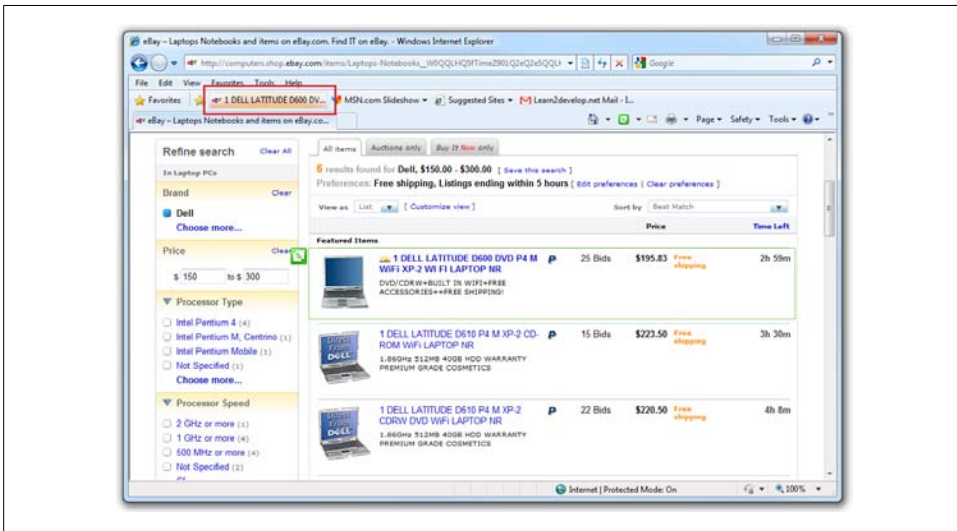 eBay – Laptops Notebooks and items on eBay.com. Find IT on eBay. - Windows Internet Explorer
http://computers.shop.ebay.com/items/Laptops-Notebooks__ Google
File Edit View Favorites Tools Help
Favorites 1 DELL LATITUDE D600 DV... MSN.com Slideshow Suggested Sites Learn2develop.net Mail - I...
eBay – Laptops Notebooks and items on eBay.co... Page Safety Tools
Refine search Clear All
In Laptop PCs
Brand Clear
Dell
Choose more...
Price Clear
$ 150 to $ 300
Processor Type
Intel Pentium 4 (4)
Intel Pentium M, Centrino (1)
Intel Pentium Mobile (1)
Not Specified (1)
Choose more...
Processor Speed
2 GHz or more (1)
1 GHz or more (4)
500 MHz or more (4)
Not Specified (2)
All items Auctions only Buy It Now only
6 results found for Dell, $150.00 - $300.00 [ Save this search ]
Preferences: Free shipping, Listings ending within 5 hours [ Edit preferences | Clear preferences ]
View as List [ Customize view ] Sort by Best Match
Price Time Left
Featured Items
1 DELL LATITUDE D600 DVD P4 M 25 Bids $195.83 Free 2h 59m
WiFi XP-2 WI FI LAPTOP NR shipping
DVD/CDRW+BUILT IN WIFI+FREE
ACCESSORIES++FREE SHIPPING!
1 DELL LATITUDE D610 P4 M XP-2 CD- 15 Bids $223.50 Free 3h 30m
ROM WiFi LAPTOP NR shipping
1.86GHz 512MB 40GB HDD WARRANTY
PREMIUM GRADE COSMETICS
Direct
From
DELL
1 DELL LATITUDE D610 P4 M XP-2 22 Bids $220.50 Free 4h 8m
CDRW DVD WiFi LAPTOP NR shipping
1.86GHz 512MB 40GB HDD WARRANTY
PREMIUM GRADE COSMETICS
Direct
From
DELL
Internet | Protected Mode: On 100%